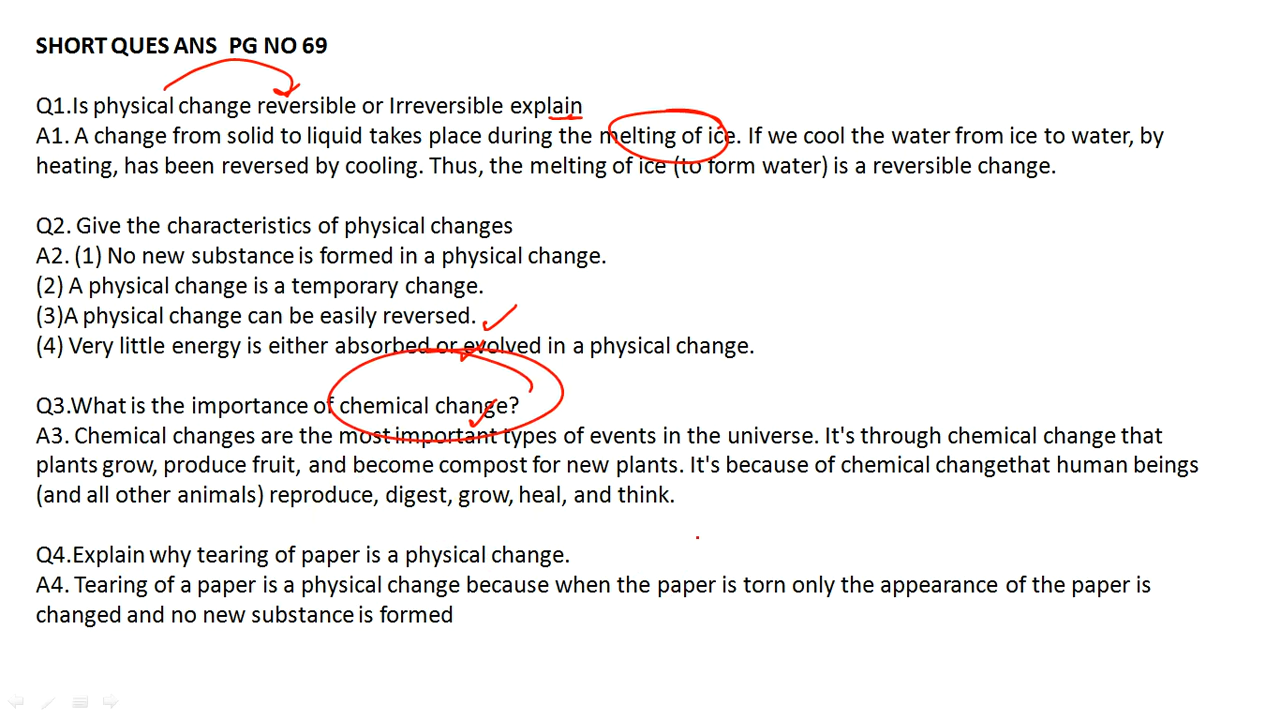 SHORT QUES ANS PG NO 69
Q1.Is physical change reversible or Irreversible explain
A1. A change from solid to liquid takes place during the melting of ice. If we cool the water from ice to water, by
heating, has been reversed by cooling. Thus, the melting of ice (to form water) is a reversible change.
Q2. Give the characteristics of physical changes
A2. (1) No new substance is formed in a physical change.
(2) A physical change is a temporary change.
(3)A physical change can be easily reversed.
(4) Very little energy is either absorbed or evolved in a physical change.
Q3.What is the importance of chemical change?
A3. Chemical changes are the most important types of events in the universe. It's through chemical change that
plants grow, produce fruit, and become compost for new plants. It's because of chemical changethat human beings
(and all other animals) reproduce, digest, grow, heal, and think.
Q4.Explain why tearing of paper is a physical change.
A4. Tearing of a paper is a physical change because when the paper is torn only the appearance of the paper is
changed and no new substance is formed